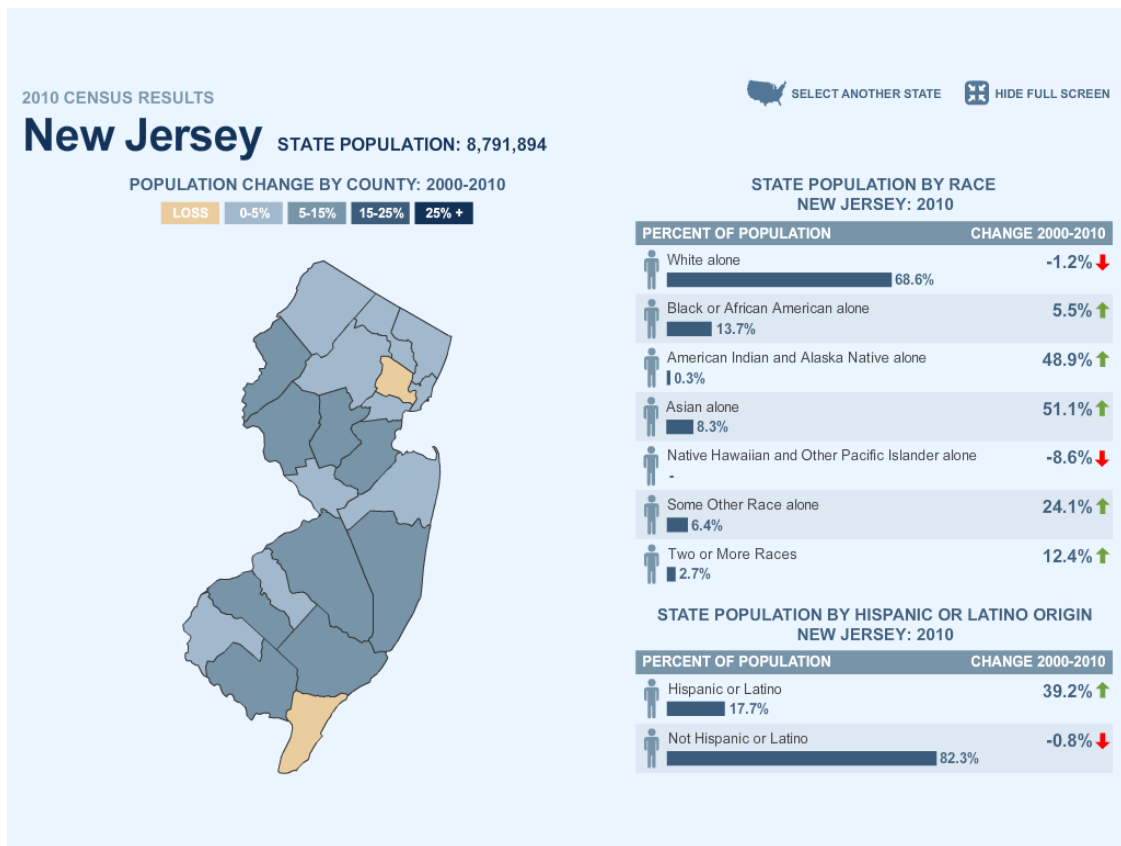 SELECT ANOTHER STATE
HIDE FULL SCREEN
2010 CENSUS RESULTS
New Jersey STATE POPULATION: 8,791,894
POPULATION CHANGE BY COUNTY: 2000-2010
LOSS 0-5% 5-15% 15-25% 25% +
STATE POPULATION BY RACE
NEW JERSEY: 2010
PERCENT OF POPULATION CHANGE 2000-2010
White alone -1.2%
68.6%
Black or African American alone 5.5%
13.7%
American Indian and Alaska Native alone 48.9%
0.3%
Asian alone 51.1%
8.3%
Native Hawaiian and Other Pacific Islander alone -8.6%
-
Some Other Race alone 24.1%
6.4%
Two or More Races 12.4%
2.7%
STATE POPULATION BY HISPANIC OR LATINO ORIGIN
NEW JERSEY: 2010
PERCENT OF POPULATION CHANGE 2000-2010
Hispanic or Latino 39.2%
17.7%
Not Hispanic or Latino -0.8%
82.3%